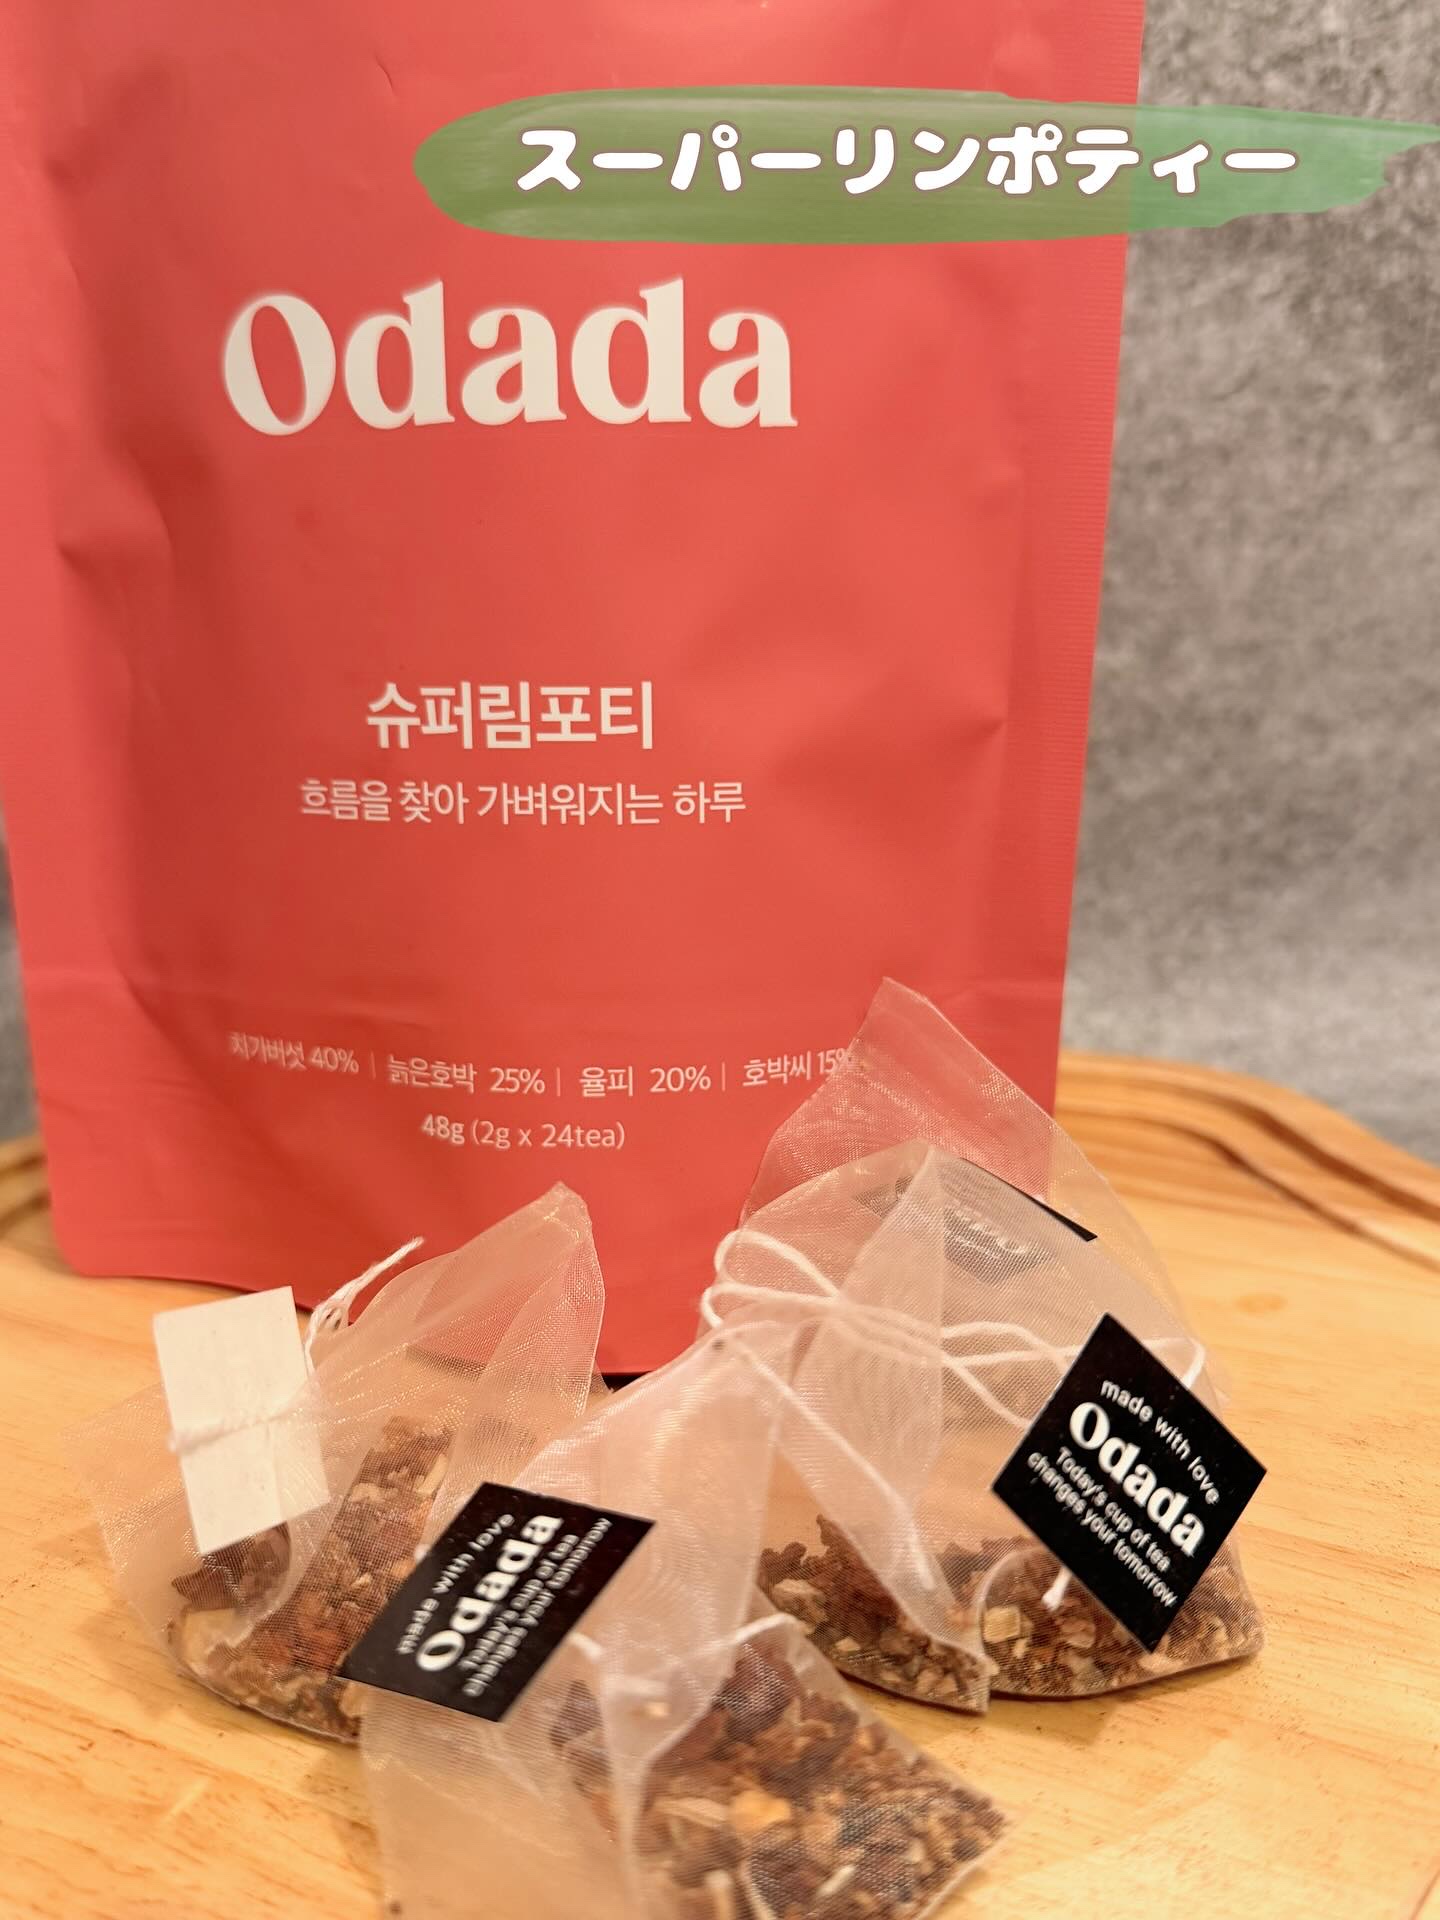 スーパーリンポティー
Odada
슈퍼림포티
흐름을 찾아 가벼워지는 하루
차가버섯 40% | 늙은호박 25% | 율피 20% | 호박씨 15%
48g (2g x 24tea)
made with love
Odada
Today's cup of tea
changes your tomorrow
made with love
Odada
Today's cup of tea
changes your tomorrow